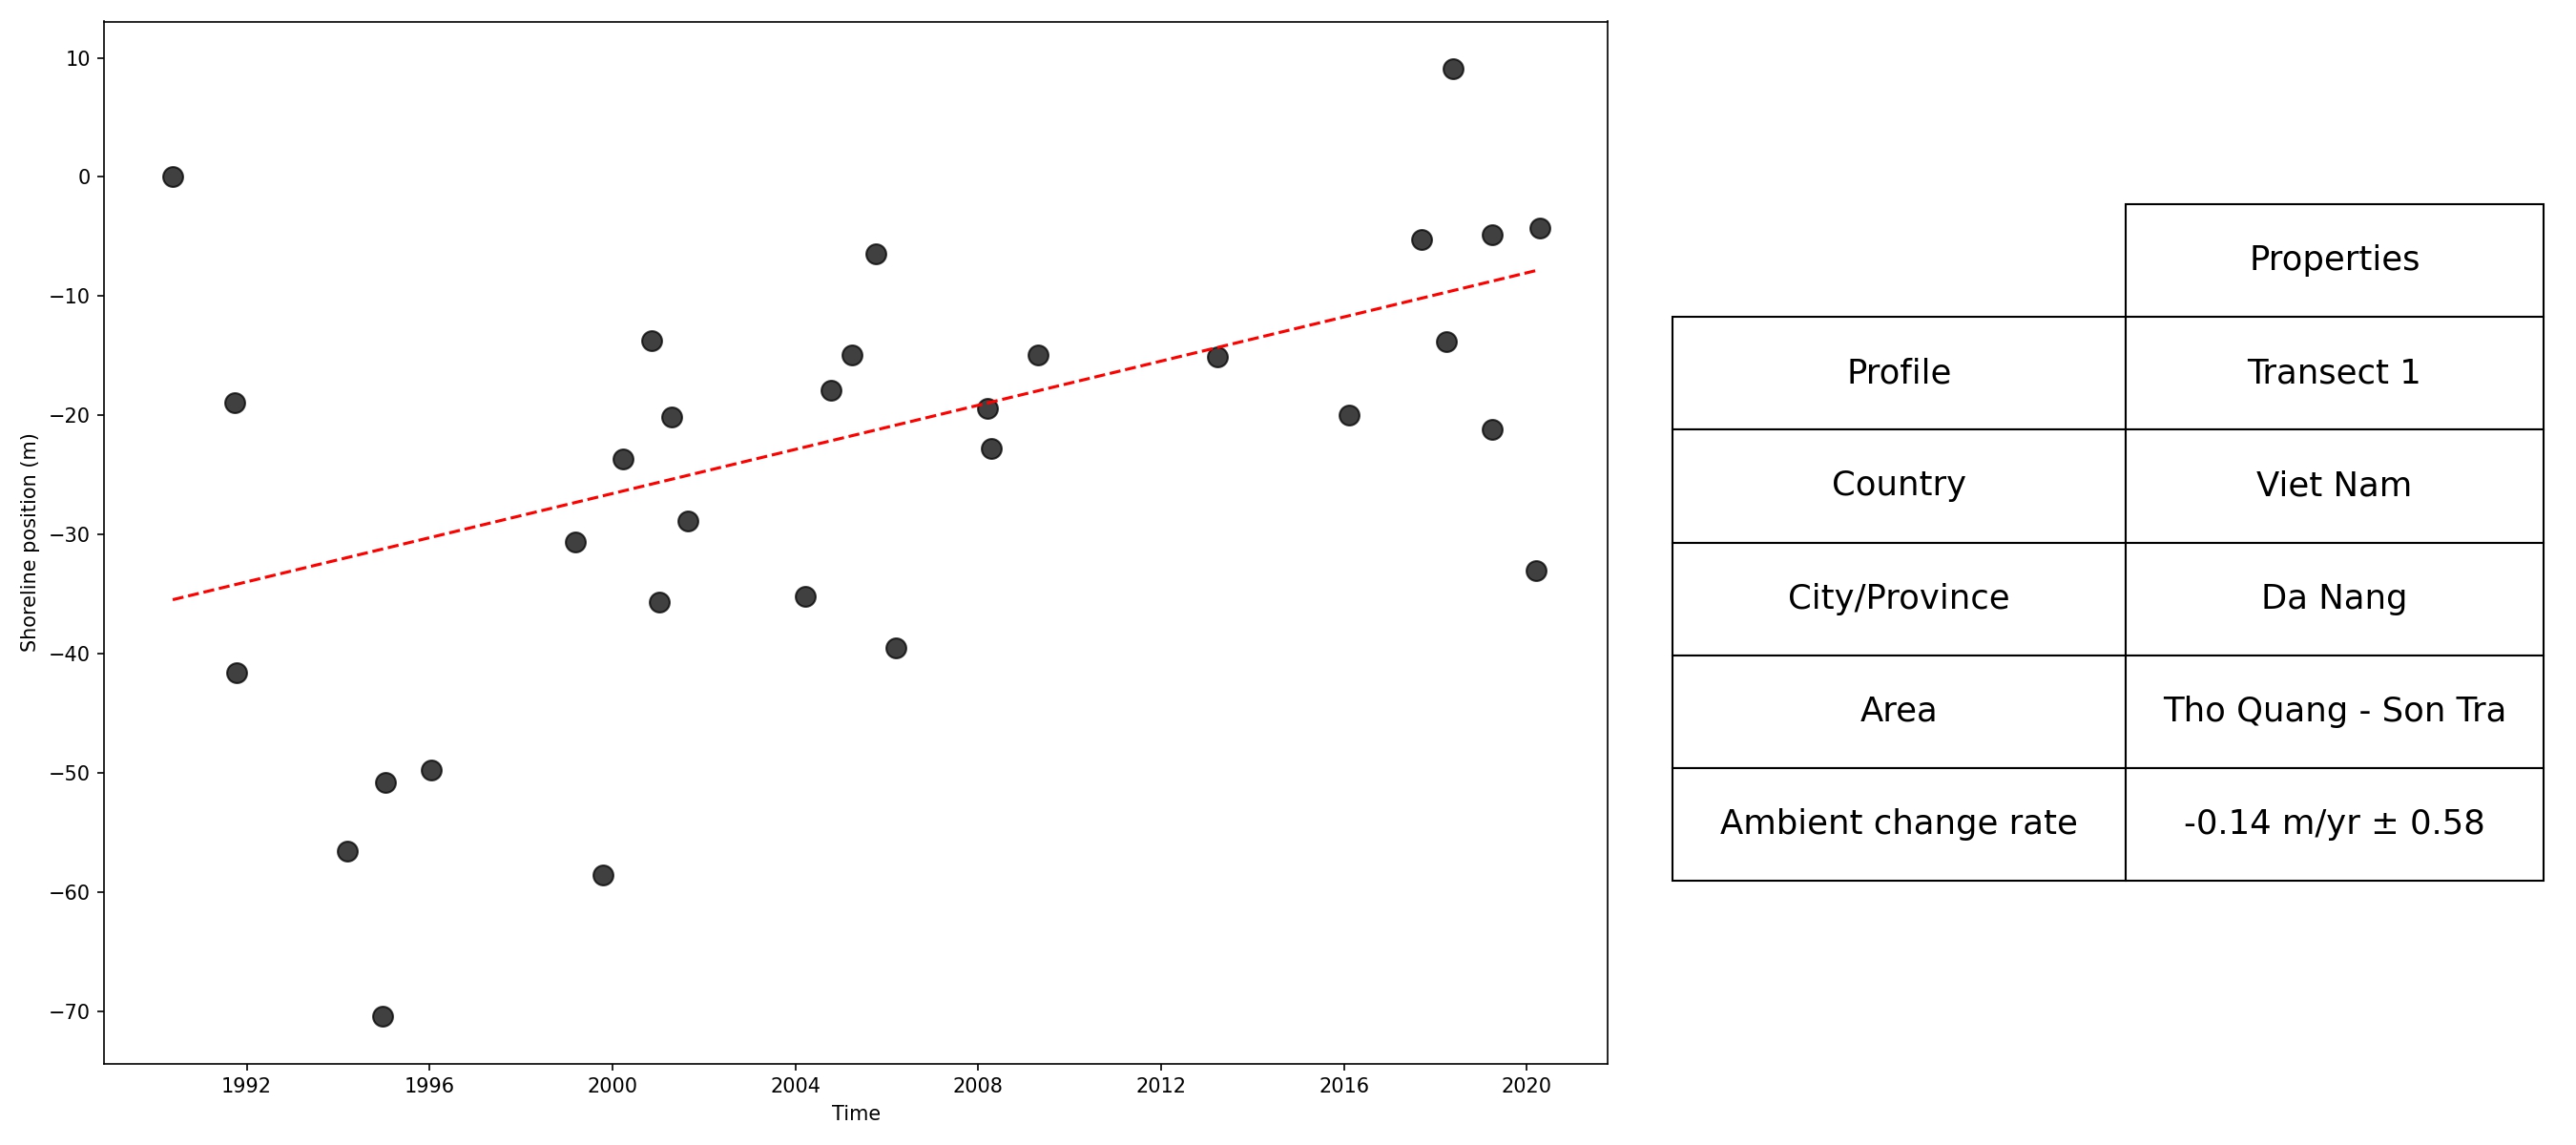 10
0
−10
−20
−30
−40
−50
−60
−70
Shoreline position (m)
1992 1996 2000 2004 2008 2012 2016 2020
Time
Properties
Profile Transect 1
Country Viet Nam
City/Province Da Nang
Area Tho Quang - Son Tra
Ambient change rate -0.14 m/yr ± 0.58